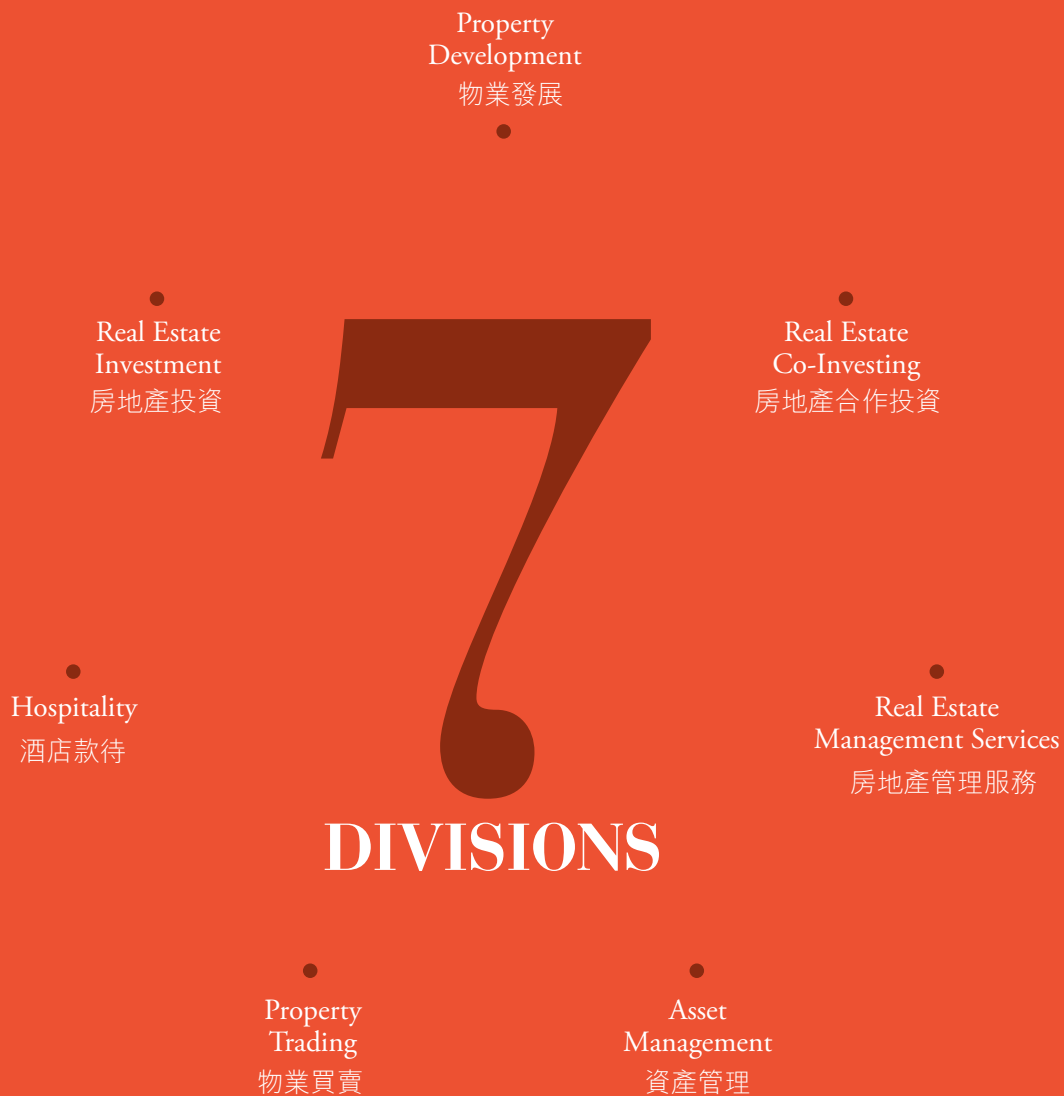 Property
Development
物業發展
Real Estate
Investment
房地產投資
Real Estate
Co-Investing
房地產合作投資
7
Hospitality
酒店款待
Real Estate
Management Services
房地產管理服務
DIVISIONS
Property
Trading
物業買賣
Asset
Management
資產管理